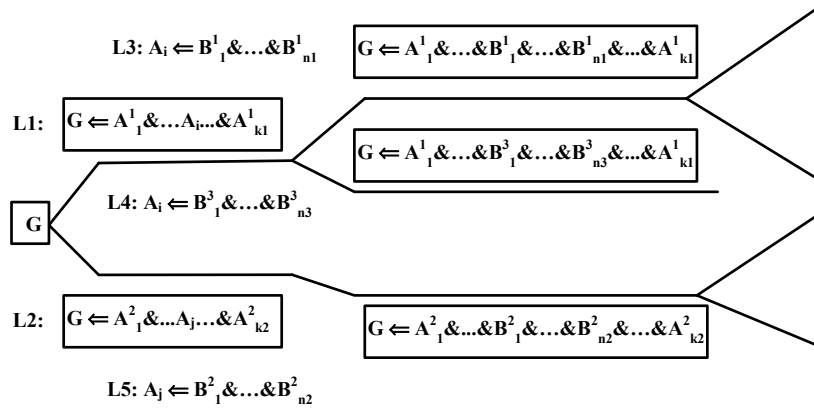 L3: Aᵢ ⇐ B¹₁&…&B¹ₙ₁
G ⇐ A¹₁&…&B¹₁&…&B¹ₙ₁&...&A¹ₖ₁
L1:
G ⇐ A¹₁&…Aᵢ...&A¹ₖ₁
G ⇐ A¹₁&…&B³₁&…&B³ₙ₃&...&A¹ₖ₁
L4: Aᵢ ⇐ B³₁&…&B³ₙ₃
G
L2:
G ⇐ A²₁&...Aⱼ…&A²ₖ₂
G ⇐ A²₁&...&B²₁&…&B²ₙ₂&…&A²ₖ₂
L5: Aⱼ ⇐ B²₁&…&B²ₙ₂